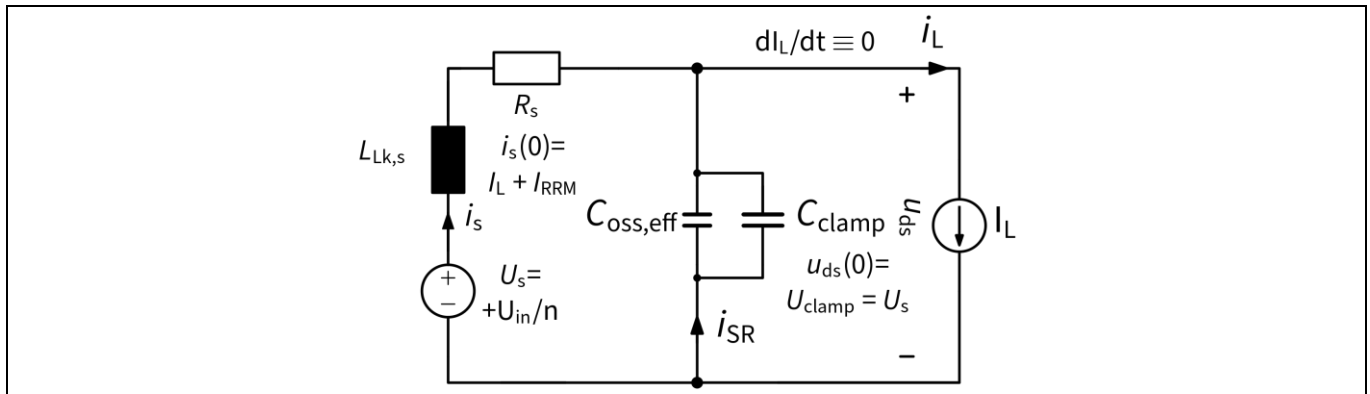 dI_L/dt ≡ 0
i_L
R_s
+
L_Lk,s
i_s(0)=
I_L + I_RRM
C_oss,eff
C_clamp
u_ds
I_L
i_s
+
−
U_s=
+U_in/n
u_ds(0)=
U_clamp = U_s
i_SR
−